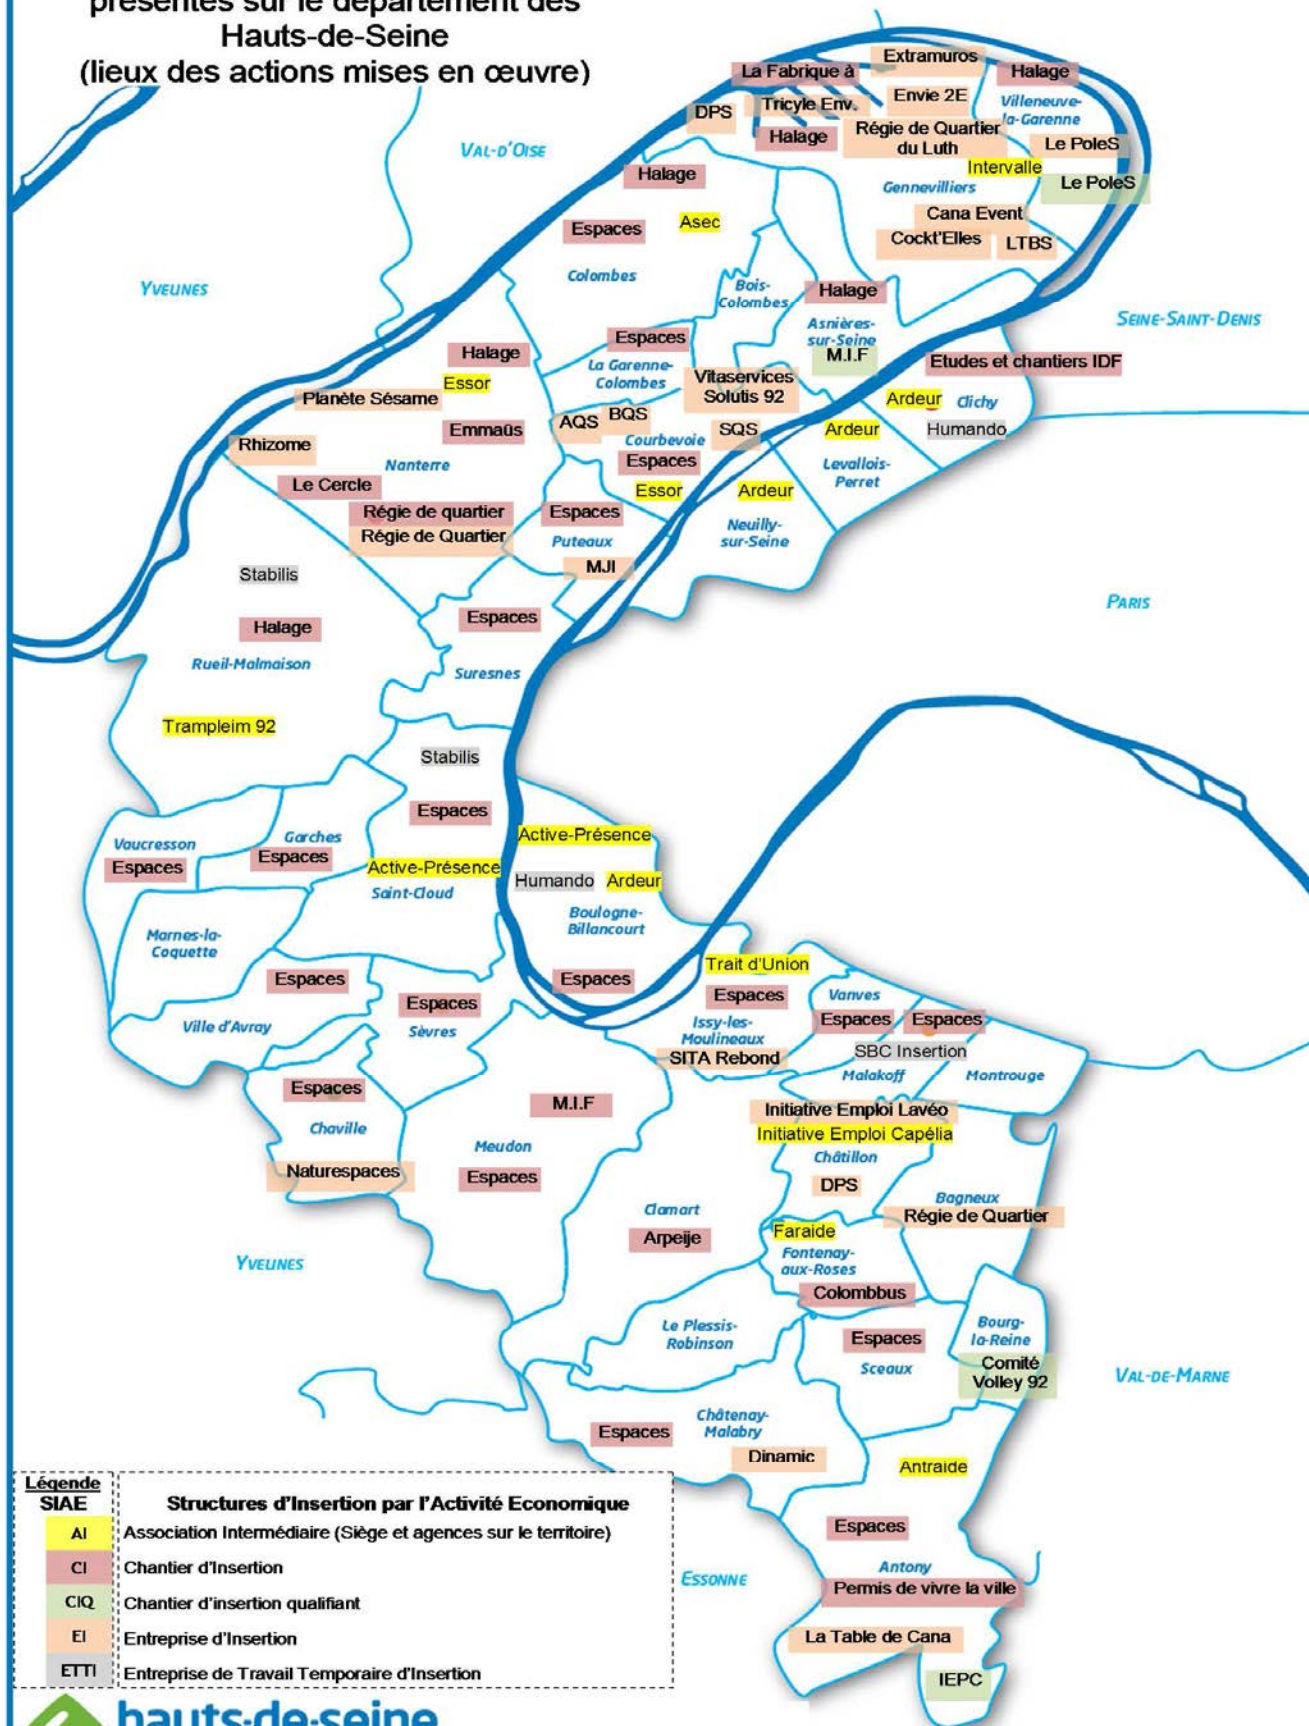 présentes sur le département des
Hauts-de-Seine
(lieux des actions mises en œuvre)
Extramuros
La Fabrique à
Halage
DPS
Tricyle Env.
Envie 2E
Villeneuve-
la-Garenne
Halage
Régie de Quartier
du Luth
Le PoleS
VAL-D'OISE
Intervalle
Halage
Gennevilliers
Le PoleS
Espaces
Asec
Cana Event
Cockt'Elles
LTBS
Colombes
YVELINES
Bois-
Colombes
Halage
Asnières-
sur-Seine
SEINE-SAINT-DENIS
Espaces
Halage
La Garenne-
Colombes
M.I.F
Etudes et chantiers IDF
Essor
Vitaservices
Solutis 92
Planète Sésame
Ardeur
Clichy
AQS
BQS
Emmaüs
SQS
Ardeur
Humando
Rhizome
Courbevoie
Nanterre
Espaces
Levallois-
Perret
Le Cercle
Essor
Ardeur
Régie de quartier
Espaces
Régie de Quartier
Puteaux
Neuilly-
sur-Seine
MJI
Stabilis
PARIS
Espaces
Halage
Rueil-Malmaison
Suresnes
Trampleim 92
Stabilis
Espaces
Active-Présence
Vaucresson
Garches
Espaces
Espaces
Active-Présence
Humando
Ardeur
Saint-Cloud
Boulogne-
Billancourt
Marnes-la-
Coquette
Trait d'Union
Espaces
Espaces
Espaces
Vanves
Espaces
Sèvres
Ville d'Avray
Issy-les-
Moulineaux
Espaces
Espaces
SITA Rebond
SBC Insertion
Malakoff
Montrouge
Espaces
M.I.F
Initiative Emploi Lavéo
Chaville
Initiative Emploi Capélia
Meudon
Châtillon
Naturespaces
Espaces
DPS
Bagneux
Clamart
Régie de Quartier
Arpeije
Faraide
YVELINES
Fontenay-
aux-Roses
Colombbus
Le Plessis-
Robinson
Espaces
Bourg-
la-Reine
Sceaux
Comité
Volley 92
VAL-DE-MARNE
Châtenay-
Malabry
Espaces
Dinamic
Antraide
Espaces
Antony
ESSONNE
Permis de vivre la ville
La Table de Cana
IEPC
Légende
SIAE
Structures d'Insertion par l'Activité Economique
AI
Association Intermédiaire (Siège et agences sur le territoire)
CI
Chantier d'Insertion
CIQ
Chantier d'insertion qualifiant
EI
Entreprise d'Insertion
ETTI
Entreprise de Travail Temporaire d'Insertion
hauts-de-seine